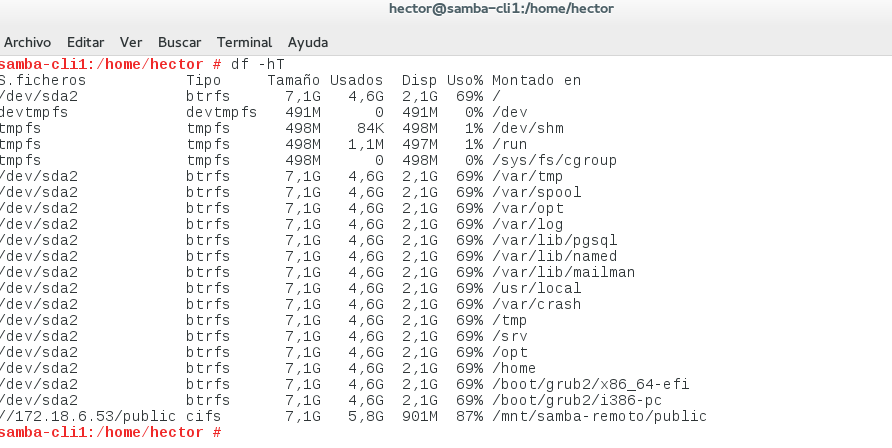 hector@samba-cli1:/home/hector
Archivo Editar Ver Buscar Terminal Ayuda
samba-cli1:/home/hector # df -hT
S.ficheros Tipo Tamaño Usados Disp Uso% Montado en
/dev/sda2 btrfs 7,1G 4,6G 2,1G 69% /
devtmpfs devtmpfs 491M 0 491M 0% /dev
tmpfs tmpfs 498M 84K 498M 1% /dev/shm
tmpfs tmpfs 498M 1,1M 497M 1% /run
tmpfs tmpfs 498M 0 498M 0% /sys/fs/cgroup
/dev/sda2 btrfs 7,1G 4,6G 2,1G 69% /var/tmp
/dev/sda2 btrfs 7,1G 4,6G 2,1G 69% /var/spool
/dev/sda2 btrfs 7,1G 4,6G 2,1G 69% /var/opt
/dev/sda2 btrfs 7,1G 4,6G 2,1G 69% /var/log
/dev/sda2 btrfs 7,1G 4,6G 2,1G 69% /var/lib/pgsql
/dev/sda2 btrfs 7,1G 4,6G 2,1G 69% /var/lib/named
/dev/sda2 btrfs 7,1G 4,6G 2,1G 69% /var/lib/mailman
/dev/sda2 btrfs 7,1G 4,6G 2,1G 69% /usr/local
/dev/sda2 btrfs 7,1G 4,6G 2,1G 69% /var/crash
/dev/sda2 btrfs 7,1G 4,6G 2,1G 69% /tmp
/dev/sda2 btrfs 7,1G 4,6G 2,1G 69% /srv
/dev/sda2 btrfs 7,1G 4,6G 2,1G 69% /opt
/dev/sda2 btrfs 7,1G 4,6G 2,1G 69% /home
/dev/sda2 btrfs 7,1G 4,6G 2,1G 69% /boot/grub2/x86_64-efi
/dev/sda2 btrfs 7,1G 4,6G 2,1G 69% /boot/grub2/i386-pc
//172.18.6.53/public cifs 7,1G 5,8G 901M 87% /mnt/samba-remoto/public
samba-cli1:/home/hector #